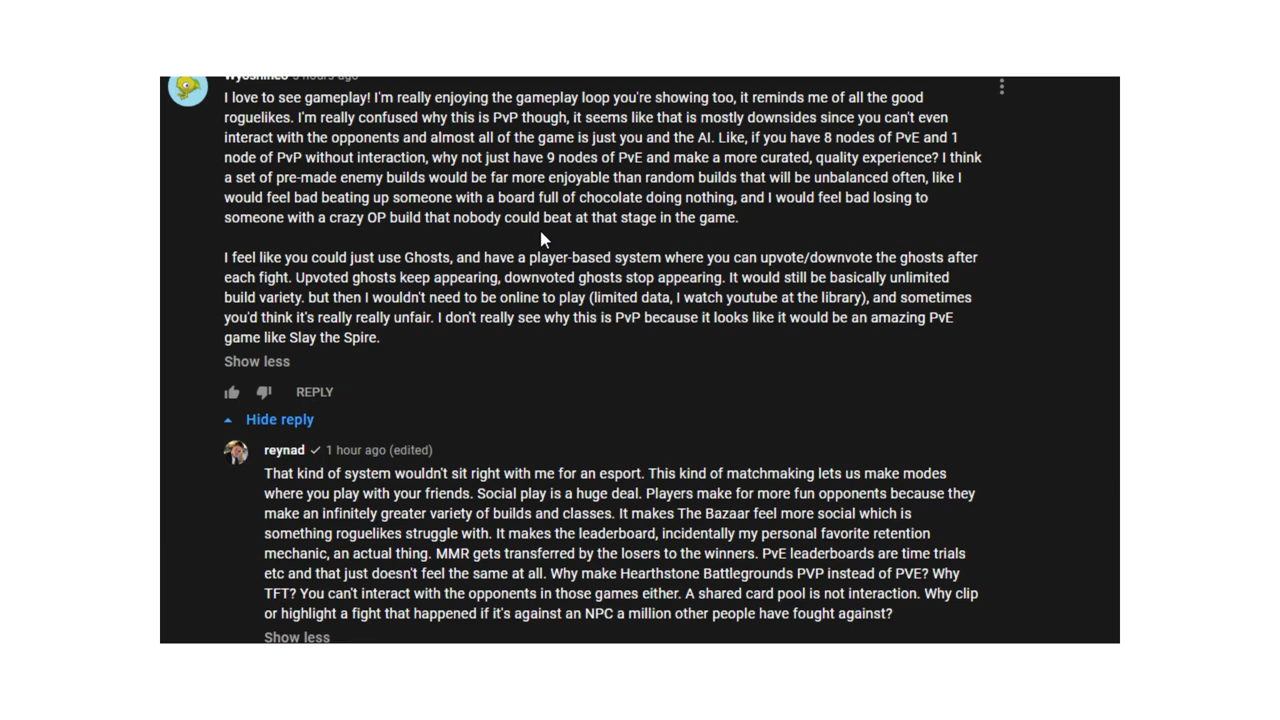 Wyoshineo 3 hours ago
I love to see gameplay! I'm really enjoying the gameplay loop you're showing too, it reminds me of all the good
roguelikes. I'm really confused why this is PvP though, it seems like that is mostly downsides since you can't even
interact with the opponents and almost all of the game is just you and the AI. Like, if you have 8 nodes of PvE and 1
node of PvP without interaction, why not just have 9 nodes of PvE and make a more curated, quality experience? I think
a set of pre-made enemy builds would be far more enjoyable than random builds that will be unbalanced often, like I
would feel bad beating up someone with a board full of chocolate doing nothing, and I would feel bad losing to
someone with a crazy OP build that nobody could beat at that stage in the game.
I feel like you could just use Ghosts, and have a player-based system where you can upvote/downvote the ghosts after
each fight. Upvoted ghosts keep appearing, downvoted ghosts stop appearing. It would still be basically unlimited
build variety. but then I wouldn't need to be online to play (limited data, I watch youtube at the library), and sometimes
you'd think it's really really unfair. I don't really see why this is PvP because it looks like it would be an amazing PvE
game like Slay the Spire.
Show less
REPLY
Hide reply
reynad 1 hour ago (edited)
That kind of system wouldn't sit right with me for an esport. This kind of matchmaking lets us make modes
where you play with your friends. Social play is a huge deal. Players make for more fun opponents because they
make an infinitely greater variety of builds and classes. It makes The Bazaar feel more social which is
something roguelikes struggle with. It makes the leaderboard, incidentally my personal favorite retention
mechanic, an actual thing. MMR gets transferred by the losers to the winners. PvE leaderboards are time trials
etc and that just doesn't feel the same at all. Why make Hearthstone Battlegrounds PVP instead of PVE? Why
TFT? You can't interact with the opponents in those games either. A shared card pool is not interaction. Why clip
or highlight a fight that happened if it's against an NPC a million other people have fought against?
Show less